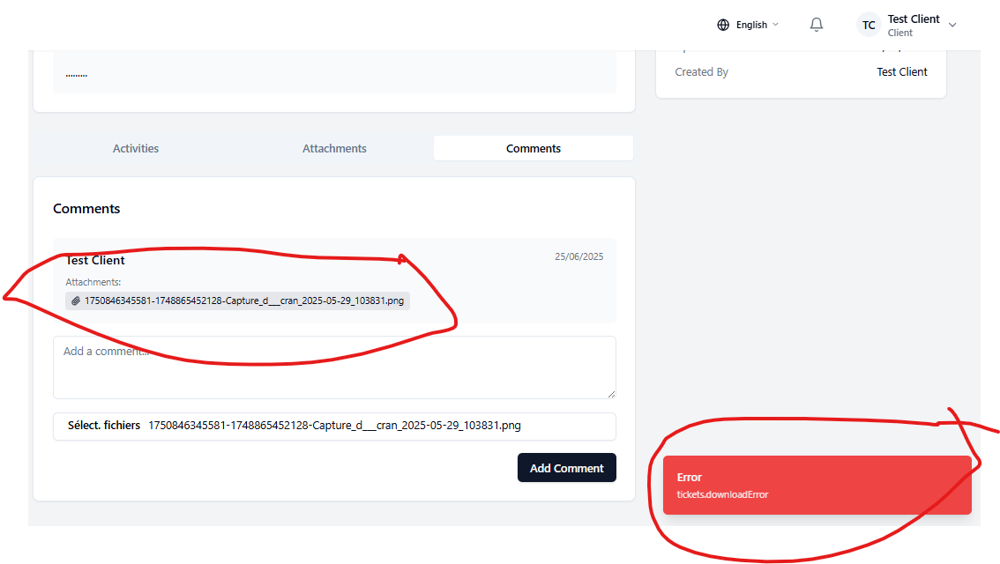 English
TC
Test Client
Client
.........
Created By
Test Client
Activities
Attachments
Comments
Comments
Test Client
25/06/2025
Attachments:
1750846345581-1748865452128-Capture_d___cran_2025-05-29_103831.png
Add a comment...
Sélect. fichiers 1750846345581-1748865452128-Capture_d___cran_2025-05-29_103831.png
Add Comment
Error
tickets.downloadError